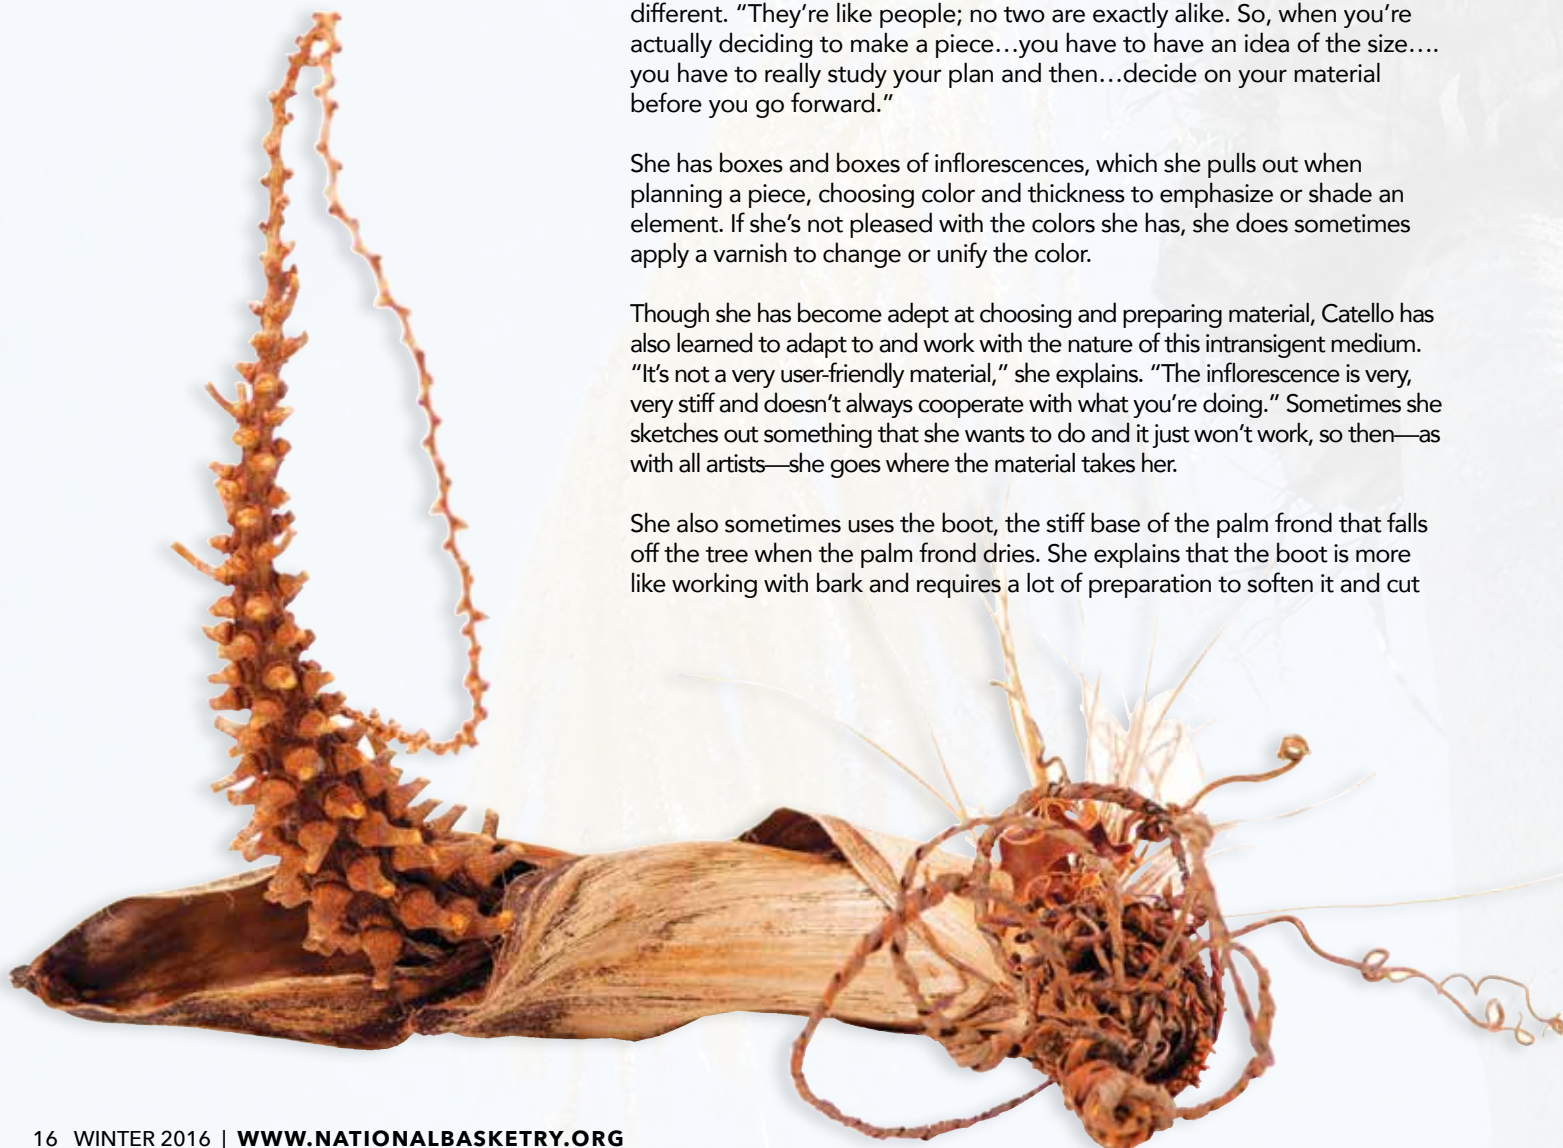 different. “They’re like people; no two are exactly alike. So, when you’re
actually deciding to make a piece…you have to have an idea of the size….
you have to really study your plan and then…decide on your material
before you go forward.”
She has boxes and boxes of inflorescences, which she pulls out when
planning a piece, choosing color and thickness to emphasize or shade an
element. If she’s not pleased with the colors she has, she does sometimes
apply a varnish to change or unify the color.
Though she has become adept at choosing and preparing material, Catello has
also learned to adapt to and work with the nature of this intransigent medium.
“It’s not a very user-friendly material,” she explains. “The inflorescence is very,
very stiff and doesn’t always cooperate with what you’re doing.” Sometimes she
sketches out something that she wants to do and it just won’t work, so then—as
with all artists—she goes where the material takes her.
She also sometimes uses the boot, the stiff base of the palm frond that falls
off the tree when the palm frond dries. She explains that the boot is more
like working with bark and requires a lot of preparation to soften it and cut
16 WINTER 2016 | WWW.NATIONALBASKETRY.ORG